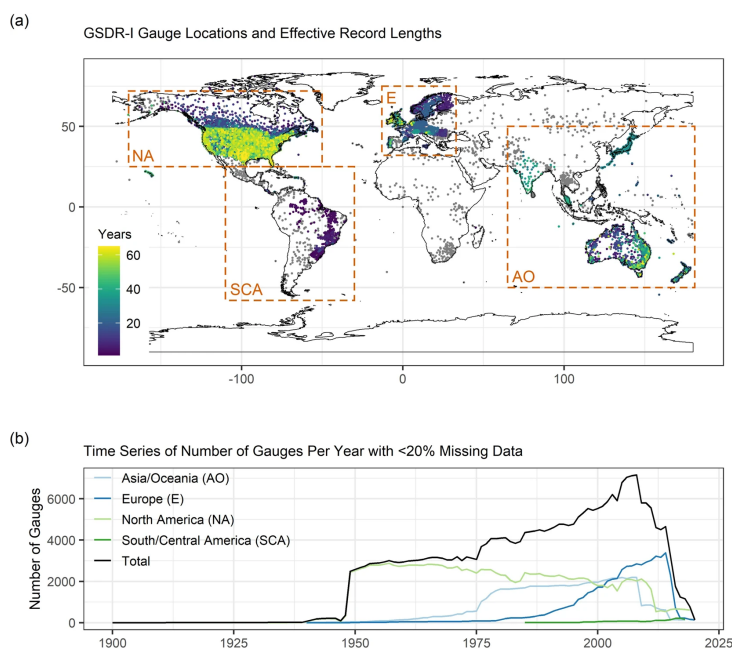 (a)
GSDR-I Gauge Locations and Effective Record Lengths
50
0
-50
NA
E
SCA
AO
Years
60
40
20
-100 0 100
(b)
Time Series of Number of Gauges Per Year with <20% Missing Data
Number of Gauges
6000
4000
2000
0
Asia/Oceania (AO)
Europe (E)
North America (NA)
South/Central America (SCA)
Total
1900 1925 1950 1975 2000 2025